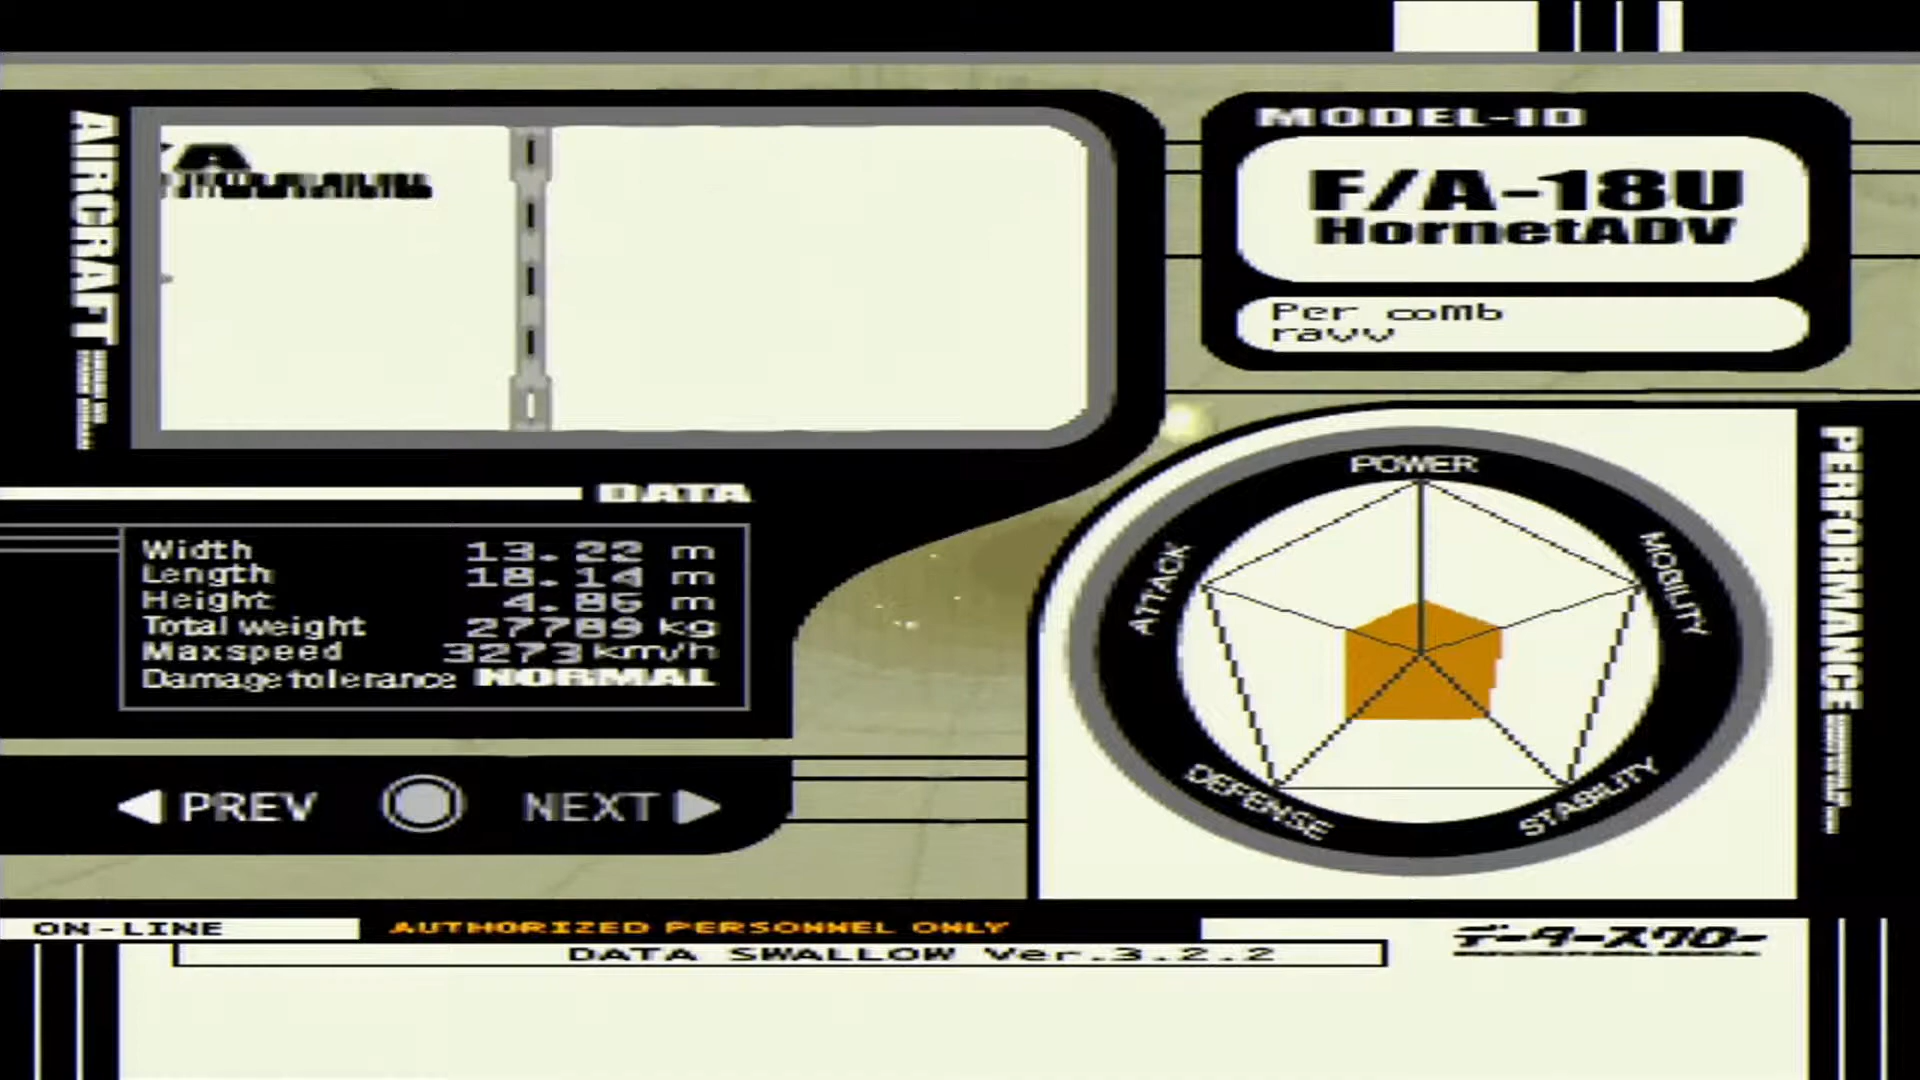 AIRCRAFT
MODEL-ID
F/A-18U
HornetADV
Per comb
ravv
DATA
Width 13.22 m
Length 18.14 m
Height 4.86 m
Total weight 27789 kg
Max speed 3273 km/h
Damage tolerance NORMAL
PREV
NEXT
PERFORMANCE
POWER
MOBILITY
STABILITY
DEFENSE
ATTACK
ON-LINE
AUTHORIZED PERSONNEL ONLY
DATA SWALLOW Ver.3.2.2
データースワロー